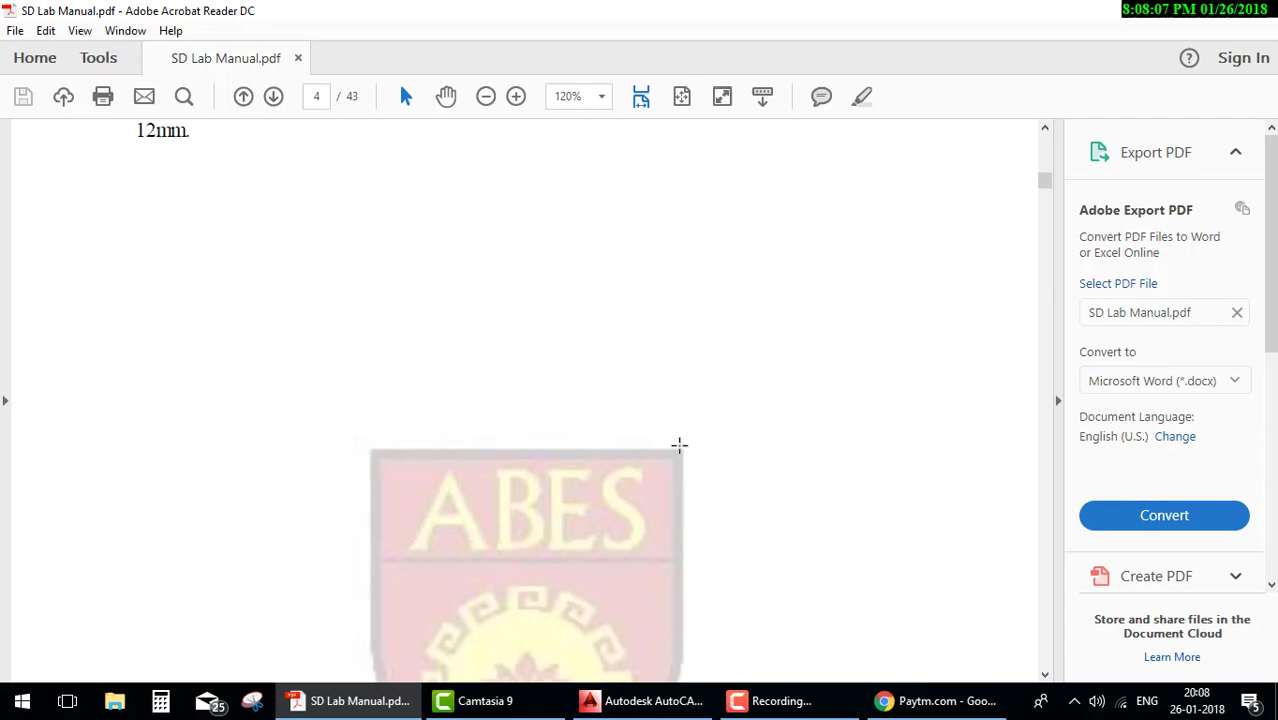 SD Lab Manual.pdf - Adobe Acrobat Reader DC
8:08:07 PM 01/26/2018
File Edit View Window Help
Home Tools SD Lab Manual.pdf × Sign In
4 / 43 120%
12mm.
ABES
Export PDF
Adobe Export PDF
Convert PDF Files to Word
or Excel Online
Select PDF File
SD Lab Manual.pdf
Convert to
Microsoft Word (*.docx)
Document Language:
English (U.S.) Change
Convert
Create PDF
Store and share files in the
Document Cloud
Learn More
25 SD Lab Manual.pd... Camtasia 9 Autodesk AutoCA... Recording... Paytm.com - Goo... ENG 20:08
26-01-2018 5